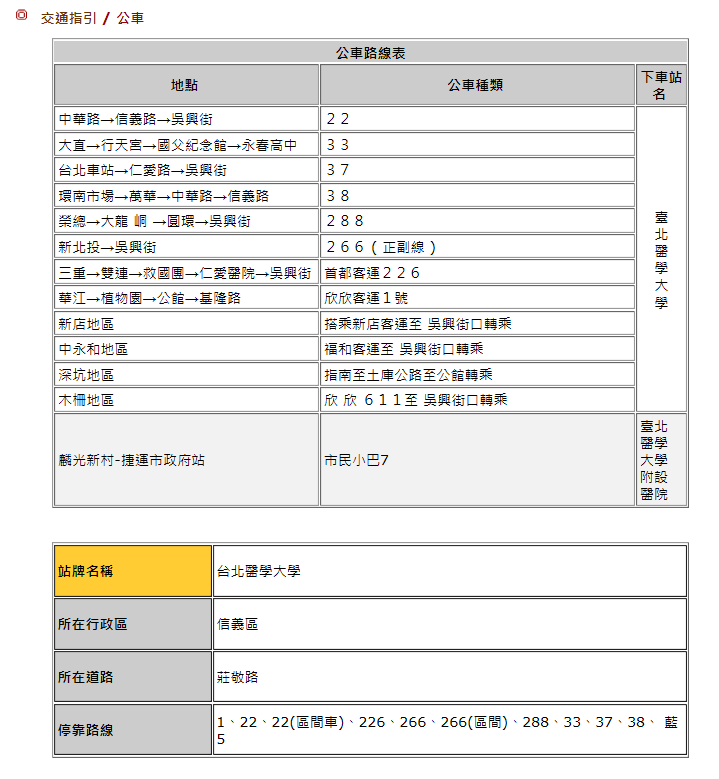 交通指引 / 公車
公車路線表
地點 公車種類 下車站名
中華路→信義路→吳興街 ２２
大直→行天宮→國父紀念館→永春高中 ３３
台北車站→仁愛路→吳興街 ３７
環南市場→萬華→中華路→信義路 ３８
榮總→大龍 峒 →圓環→吳興街 ２８８
新北投→吳興街 ２６６ ( 正副線 )
三重→雙連→救國團→仁愛醫院→吳興街 首都客運２２６
華江→植物園→公館→基隆路 欣欣客運１號
新店地區 搭乘新店客運至 吳興街口轉乘
中永和地區 福和客運至 吳興街口轉乘
深坑地區 指南至土庫公路至公館轉乘
木柵地區 欣 欣 ６１１至 吳興街口轉乘
臺
北
醫
學
大
學
麟光新村-捷運市政府站 市民小巴7
臺北
醫學
大學
附設
醫院
站牌名稱 台北醫學大學
所在行政區 信義區
所在道路 莊敬路
停靠路線 1、22、22(區間車)、226、266、266(區間)、288、33、37、38、 藍
5